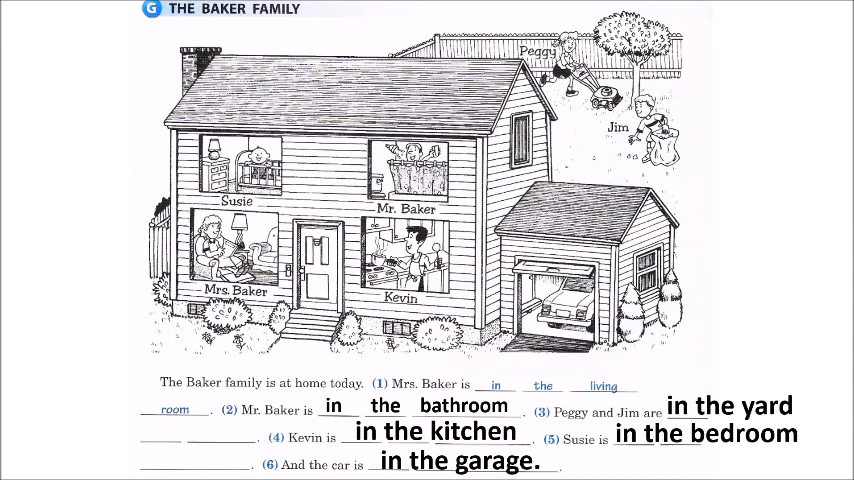 G THE BAKER FAMILY
Peggy
Jim
Susie
Mr. Baker
Mrs. Baker
Kevin
The Baker family is at home today. (1) Mrs. Baker is in the living
room. (2) Mr. Baker is in the bathroom. (3) Peggy and Jim are in the yard
. (4) Kevin is in the kitchen. (5) Susie is in the bedroom
. (6) And the car is in the garage..